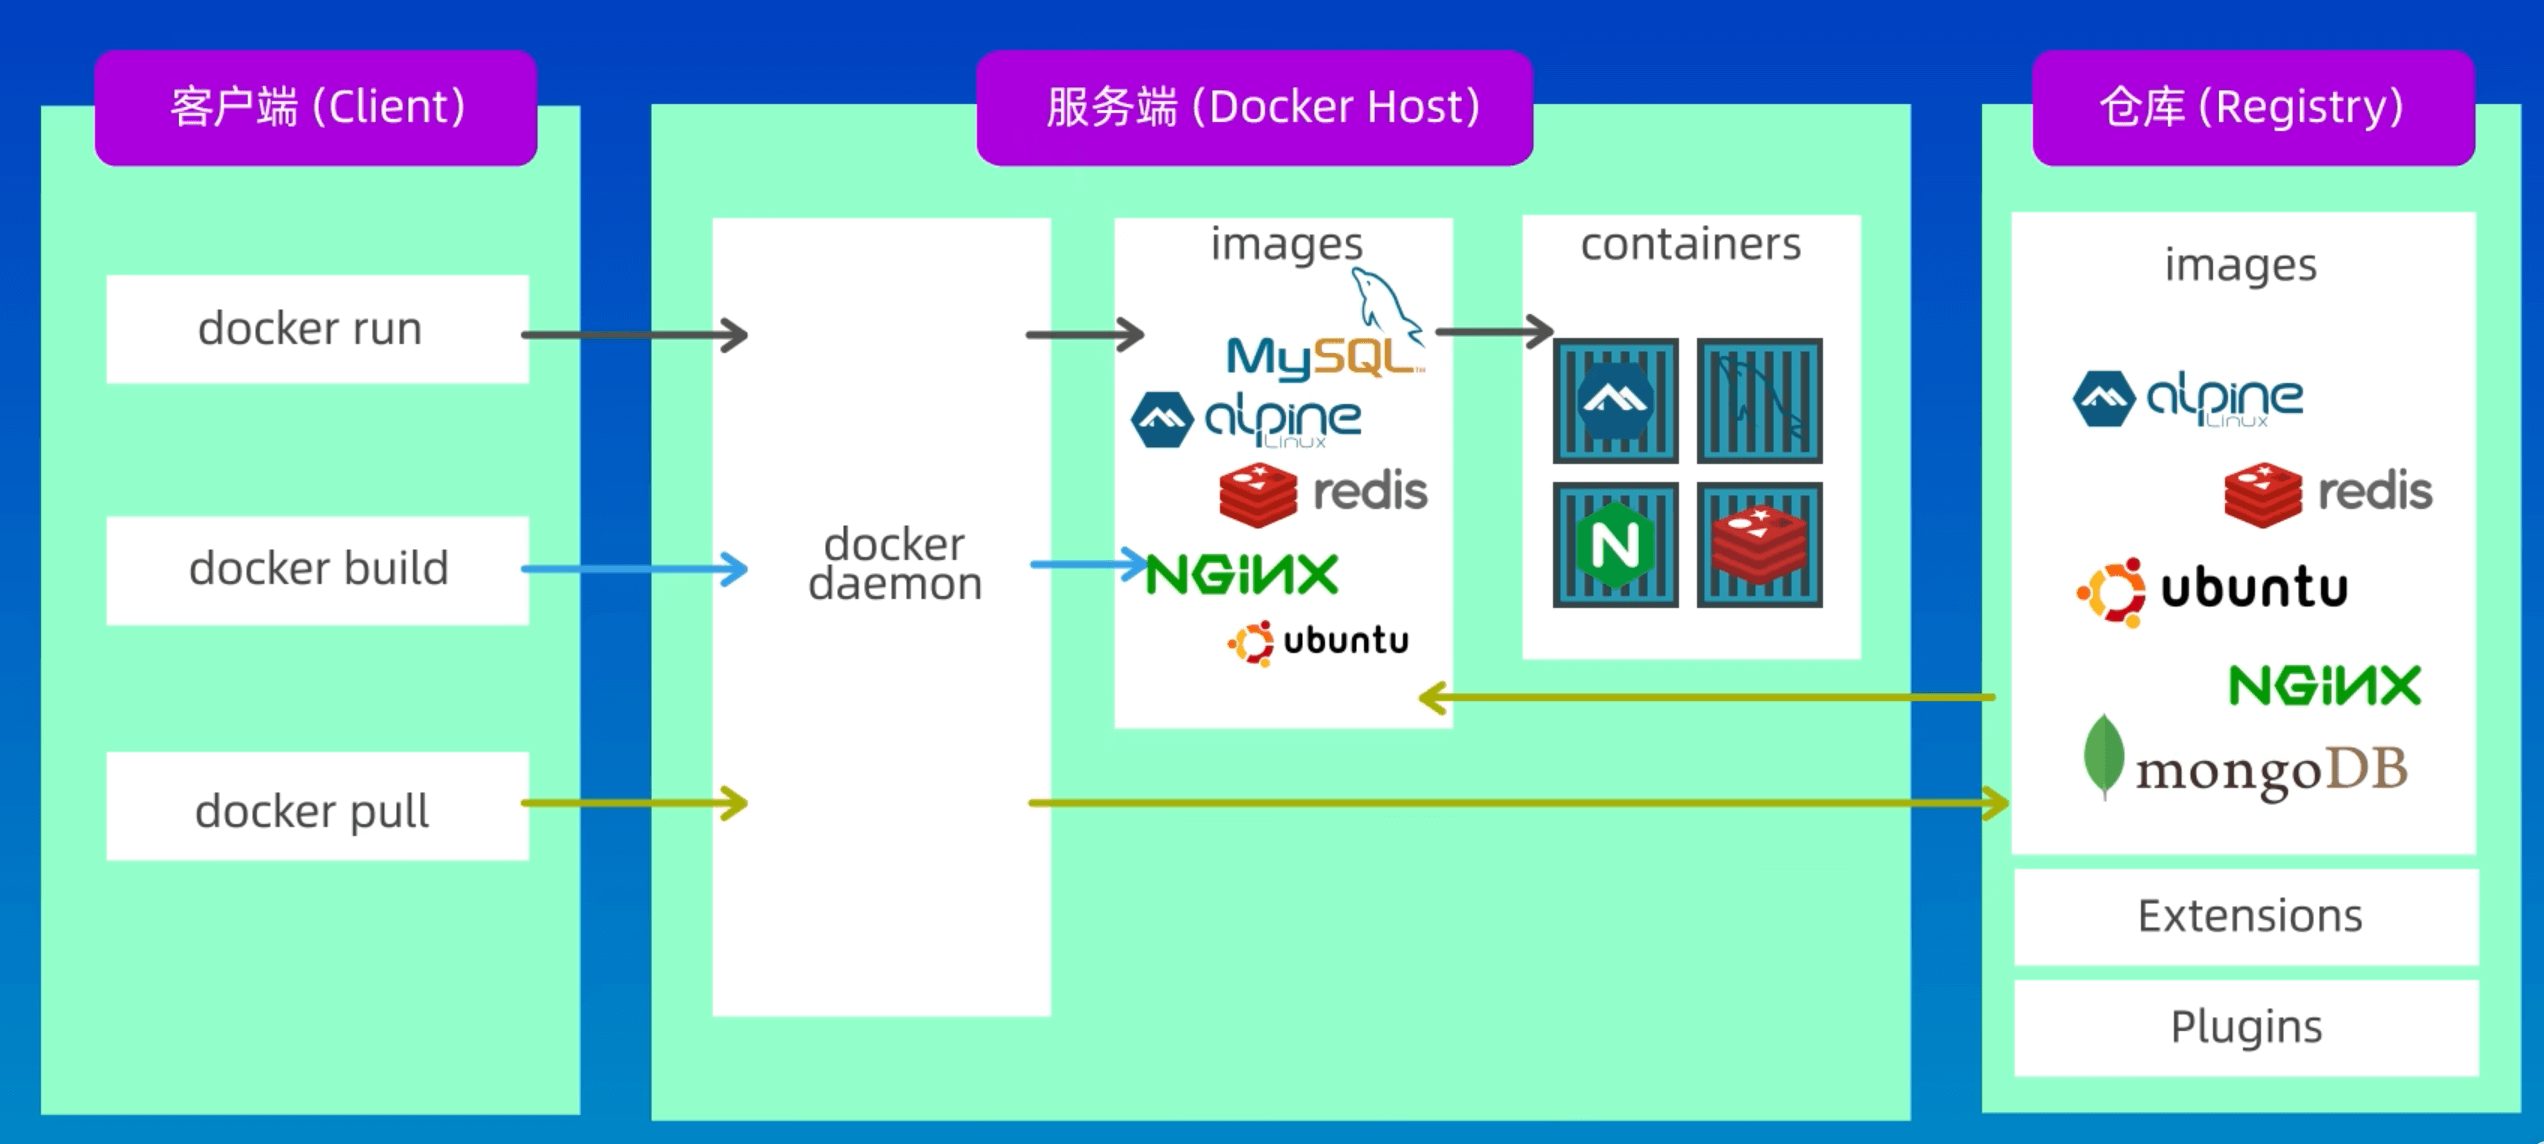 客户端 (Client)
docker run
docker build
docker pull
服务端 (Docker Host)
docker
daemon
images
MySQL™
alpine
Linux
redis
NGINX
ubuntu
containers
N
仓库 (Registry)
images
alpine
Linux
redis
ubuntu
NGINX
mongoDB
Extensions
Plugins